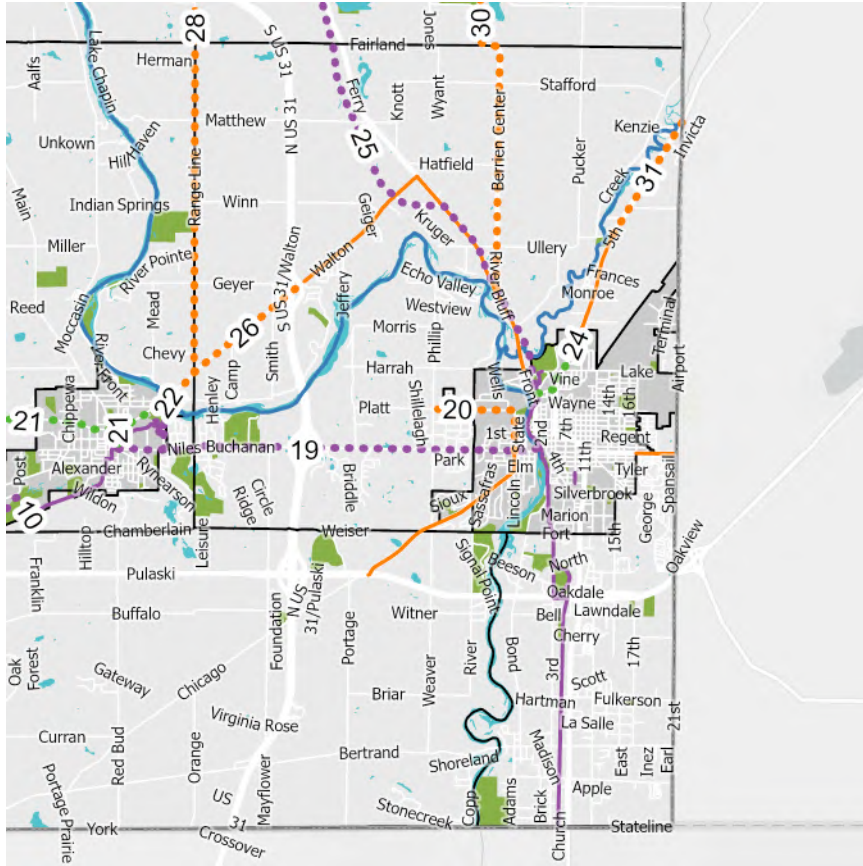 28
S US 31
Jones
30
Fairland
Lake Chapin
Herman
Aalfs
Ferry
Knott
Wyant
Stafford
N US 31
Matthew
25
Berrien Center
Kenzie
Invicta
Unkown
Hill Haven
Hatfield
Pucker
Creek
31
Main
Indian Springs
Range Line
Winn
Geiger
Kruger
5th
Miller
River Pointe
Walton
Ullery
Geyer
S US 31/Walton
Jeffery
Echo Valley
River Bluff
Frances
Reed
Moccasin
Mead
26
Westview
Monroe
Terminal
Morris
Phillip
River Front
Chevy
Smith
24
Camp
Harrah
Wells
Front
Vine
Lake
Airport
22
Henley
Shilelagh
Wayne
14th
6th
21
Chippewa
21
Platt
20
State
2nd
7th
1st
Regent
Niles Buchanan
19
4th
11th
Post
Alexander
Rynearson
Park
Elm
Tyler
Spansail
Wildon
Circle
Ridge
Briddle
Sassafras
Lincoln
Silverbrook
George
10
Sioux
Marion
Hilltop
Chamberlain
Leisure
Weiser
Fort
15th
Oakview
Franklin
Pulaski
Signal Point
Beeson
North
N US
31/Pulaski
Oakdale
Buffalo
Foundation
Portage
Witner
Bell
Lawndale
Cherry
Oak
Forest
Gateway
Chicago
Weaver
River
Bond
3rd
17th
Scott
Briar
Hartman
Fulkerson
Virginia Rose
La Salle
21st
Curran
Red Bud
Orange
Bertrand
Shoreland
Madison
East
Inez
Earl
Mayflower
Portage Prairie
US
31
Stonecreek
Copp
Adams
Brick
Apple
York
Crossover
Church
Stateline